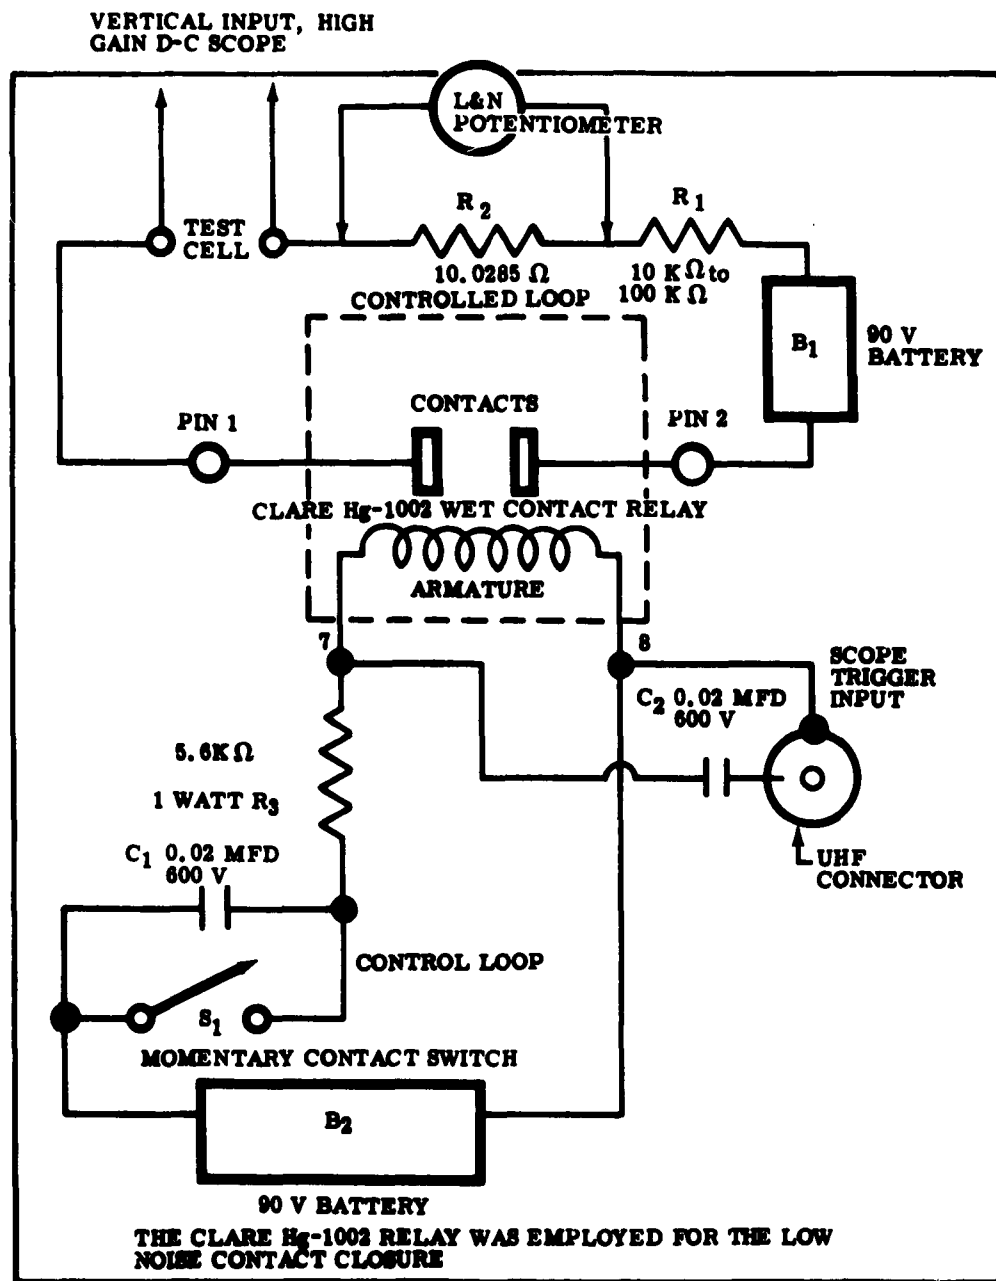 VERTICAL INPUT, HIGH
GAIN D-C SCOPE
L&N
POTENTIOMETER
TEST
CELL
R2
10.0285 Ω
R1
10 K Ω to
100 K Ω
CONTROLLED LOOP
B1
90 V
BATTERY
CONTACTS
PIN 1
PIN 2
CLARE Hg-1002 WET CONTACT RELAY
ARMATURE
7
8
SCOPE
TRIGGER
INPUT
C2 0.02 MFD
600 V
5.6K Ω
1 WATT R3
C1 0.02 MFD
600 V
UHF
CONNECTOR
CONTROL LOOP
S1
MOMENTARY CONTACT SWITCH
B2
90 V BATTERY
THE CLARE Hg-1002 RELAY WAS EMPLOYED FOR THE LOW
NOISE CONTACT CLOSURE